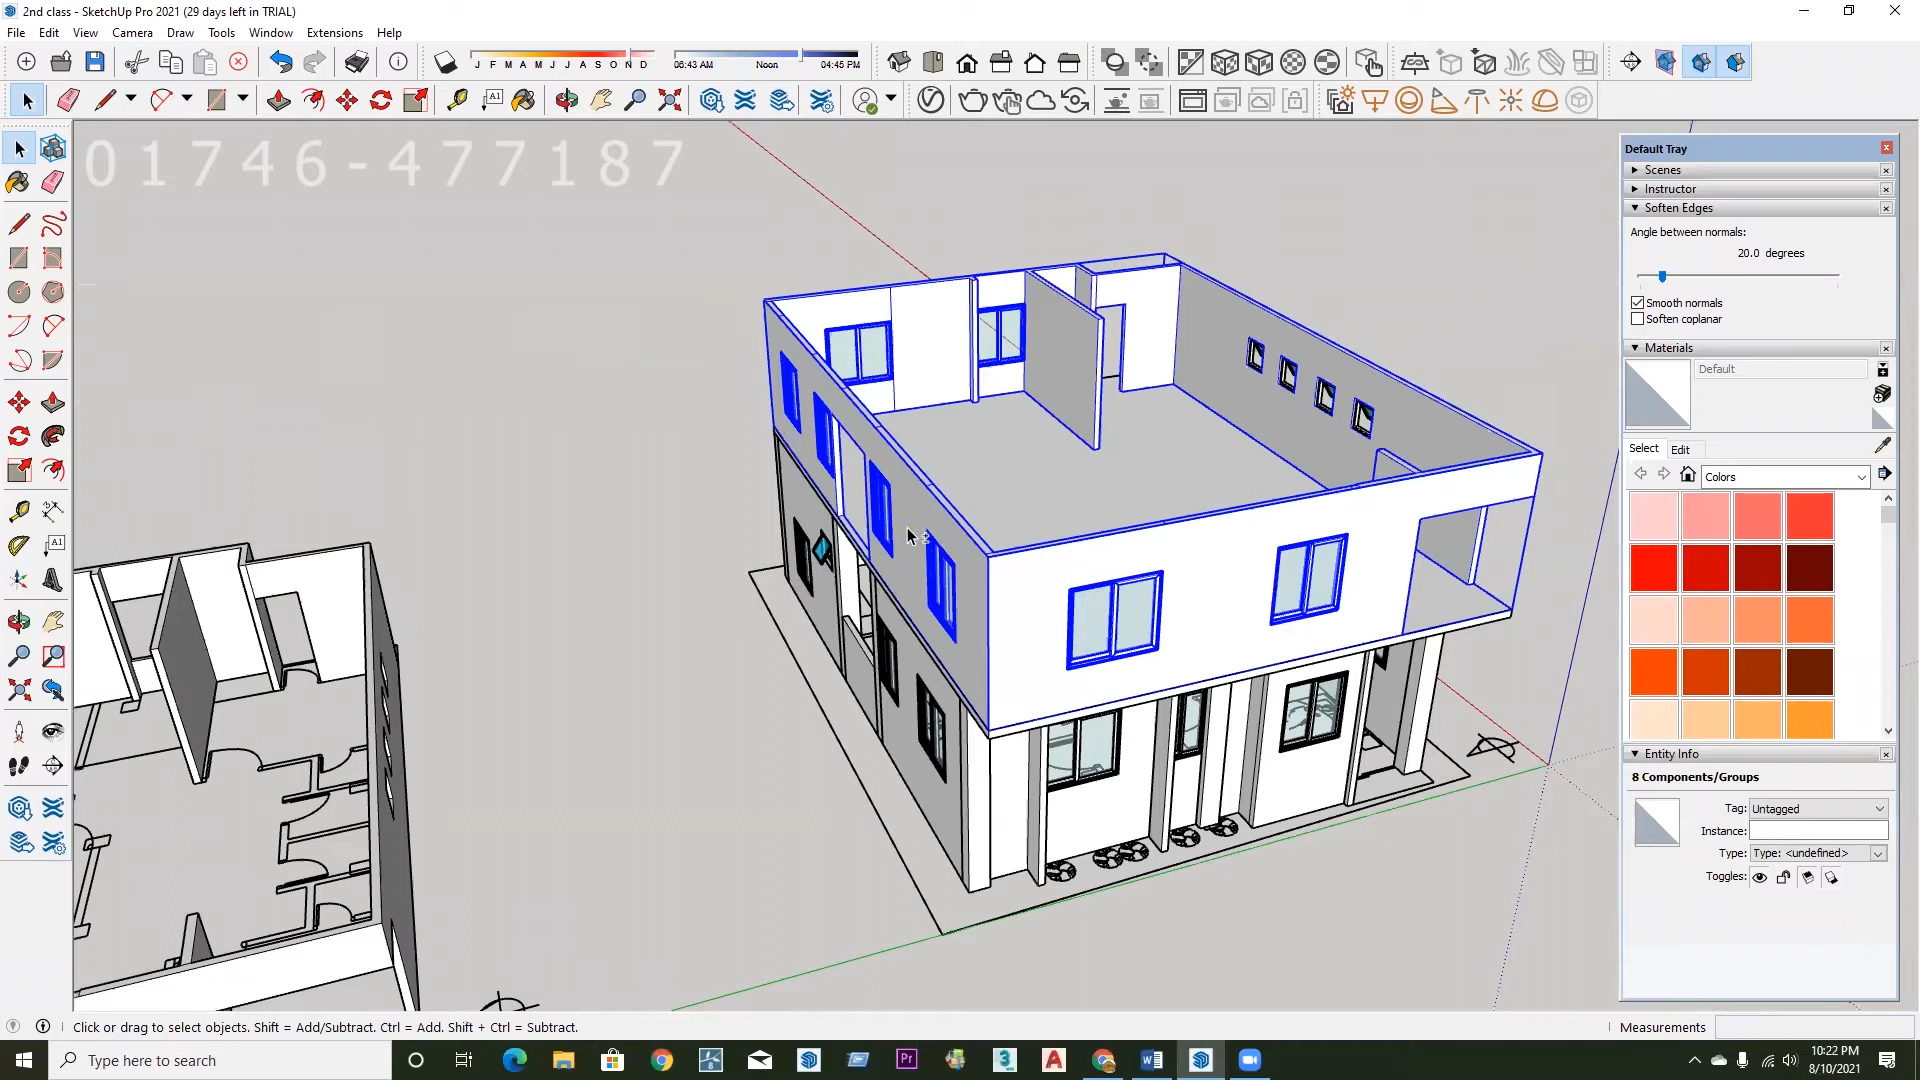 2nd class - SketchUp Pro 2021 (29 days left in TRIAL)
File Edit View Camera Draw Tools Window Extensions Help
J F M A M J J A S O N D 06:43 AM Noon 04:45 PM
A1
01746-477187
Default Tray
Scenes
Instructor
Soften Edges
Angle between normals:
20.0 degrees
Smooth normals
Soften coplanar
Materials
Default
Select Edit
Colors
A1
Entity Info
8 Components/Groups
Tag: Untagged
Instance:
Type: Type: <undefined>
Toggles:
Click or drag to select objects. Shift = Add/Subtract. Ctrl = Add. Shift + Ctrl = Subtract.
Measurements
Type here to search
Pr
3
A
W
10:22 PM
8/10/2021